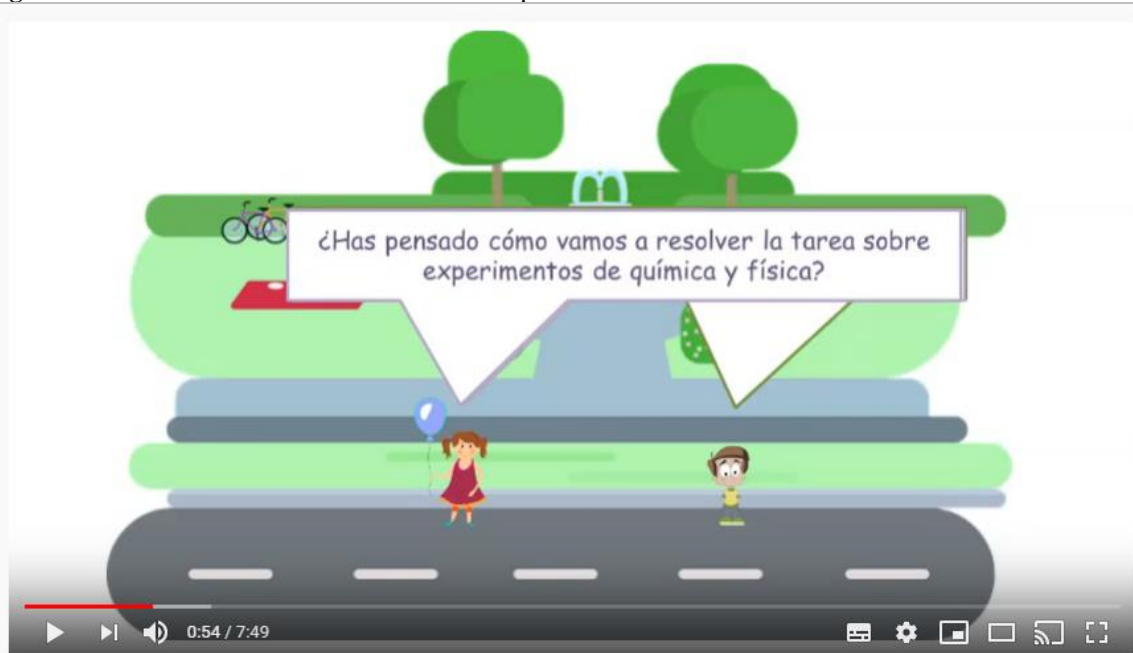 ¿Has pensado cómo vamos a resolver la tarea sobre
experimentos de química y física?
0:54 / 7:49